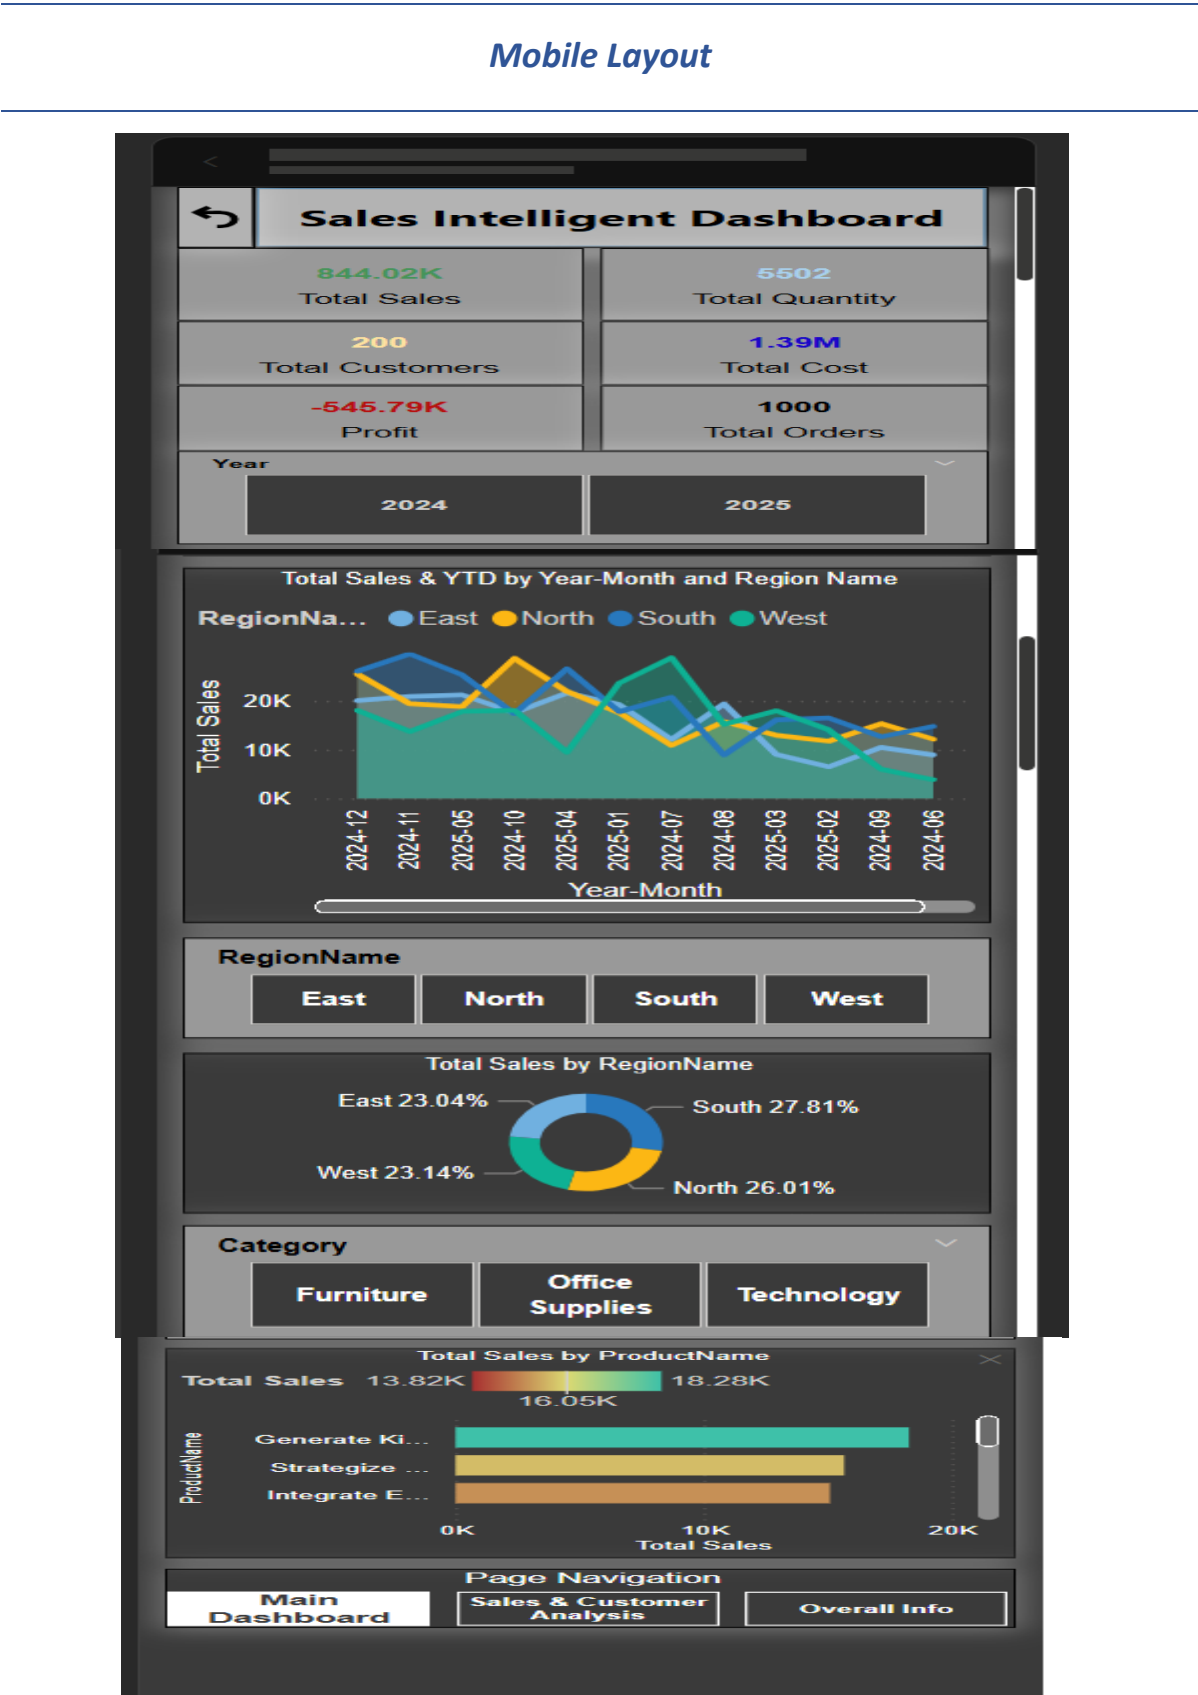 Mobile Layout
Sales Intelligent Dashboard
844.02K
Total Sales
5502
Total Quantity
200
Total Customers
1.39M
Total Cost
-545.79K
Profit
1000
Total Orders
Year
2024
2025
Total Sales & YTD by Year-Month and Region Name
RegionNa... East North South West
Total Sales
20K
10K
0K
2024-12
2024-11
2025-05
2024-10
2025-04
2025-01
2024-07
2024-08
2025-03
2025-02
2024-09
2024-06
Year-Month
RegionName
East
North
South
West
Total Sales by RegionName
East 23.04%
South 27.81%
West 23.14%
North 26.01%
Category
Furniture
Office
Supplies
Technology
Total Sales by ProductName
Total Sales 13.82K 18.28K
16.05K
ProductName
Generate Ki...
Strategize ...
Integrate E...
0K
10K
20K
Total Sales
Page Navigation
Main
Dashboard
Sales & Customer
Analysis
Overall Info